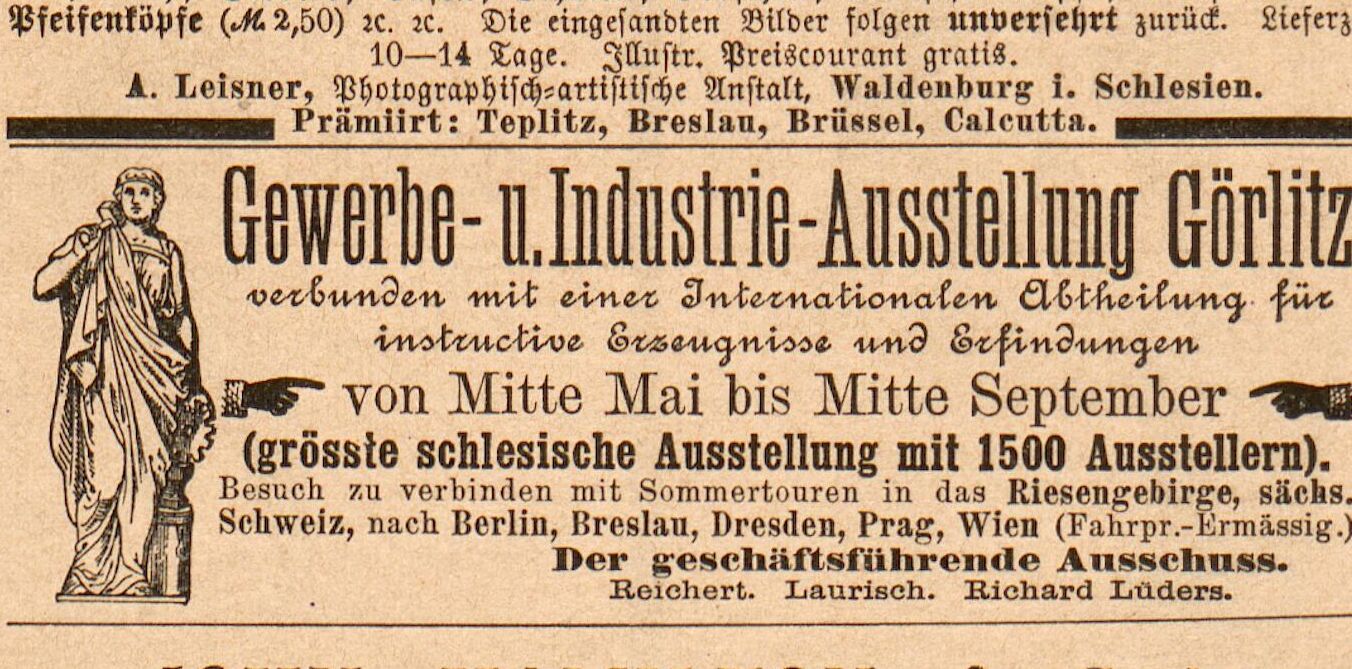 Pfeifenköpfe (M. 2,50) ꝛc. ꝛc. Die eingesandten Bilder folgen unversehrt zurück. Lieferz
10—14 Tage. Illustr. Preiscourant gratis.
A. Leisner, Photographisch-artistische Anstalt, Waldenburg i. Schlesien.
Prämiirt: Teplitz, Breslau, Brüssel, Calcutta.
Gewerbe- u. Industrie-Ausstellung Görlitz
verbunden mit einer Internationalen Abtheilung für
instructive Erzeugnisse und Erfindungen
von Mitte Mai bis Mitte September
(grösste schlesische Ausstellung mit 1500 Ausstellern).
Besuch zu verbinden mit Sommertouren in das Riesengebirge, sächs.
Schweiz, nach Berlin, Breslau, Dresden, Prag, Wien (Fahrpr.-Ermässig.)
Der geschäftsführende Ausschuss.
Reichert. Laurisch. Richard Lüders.